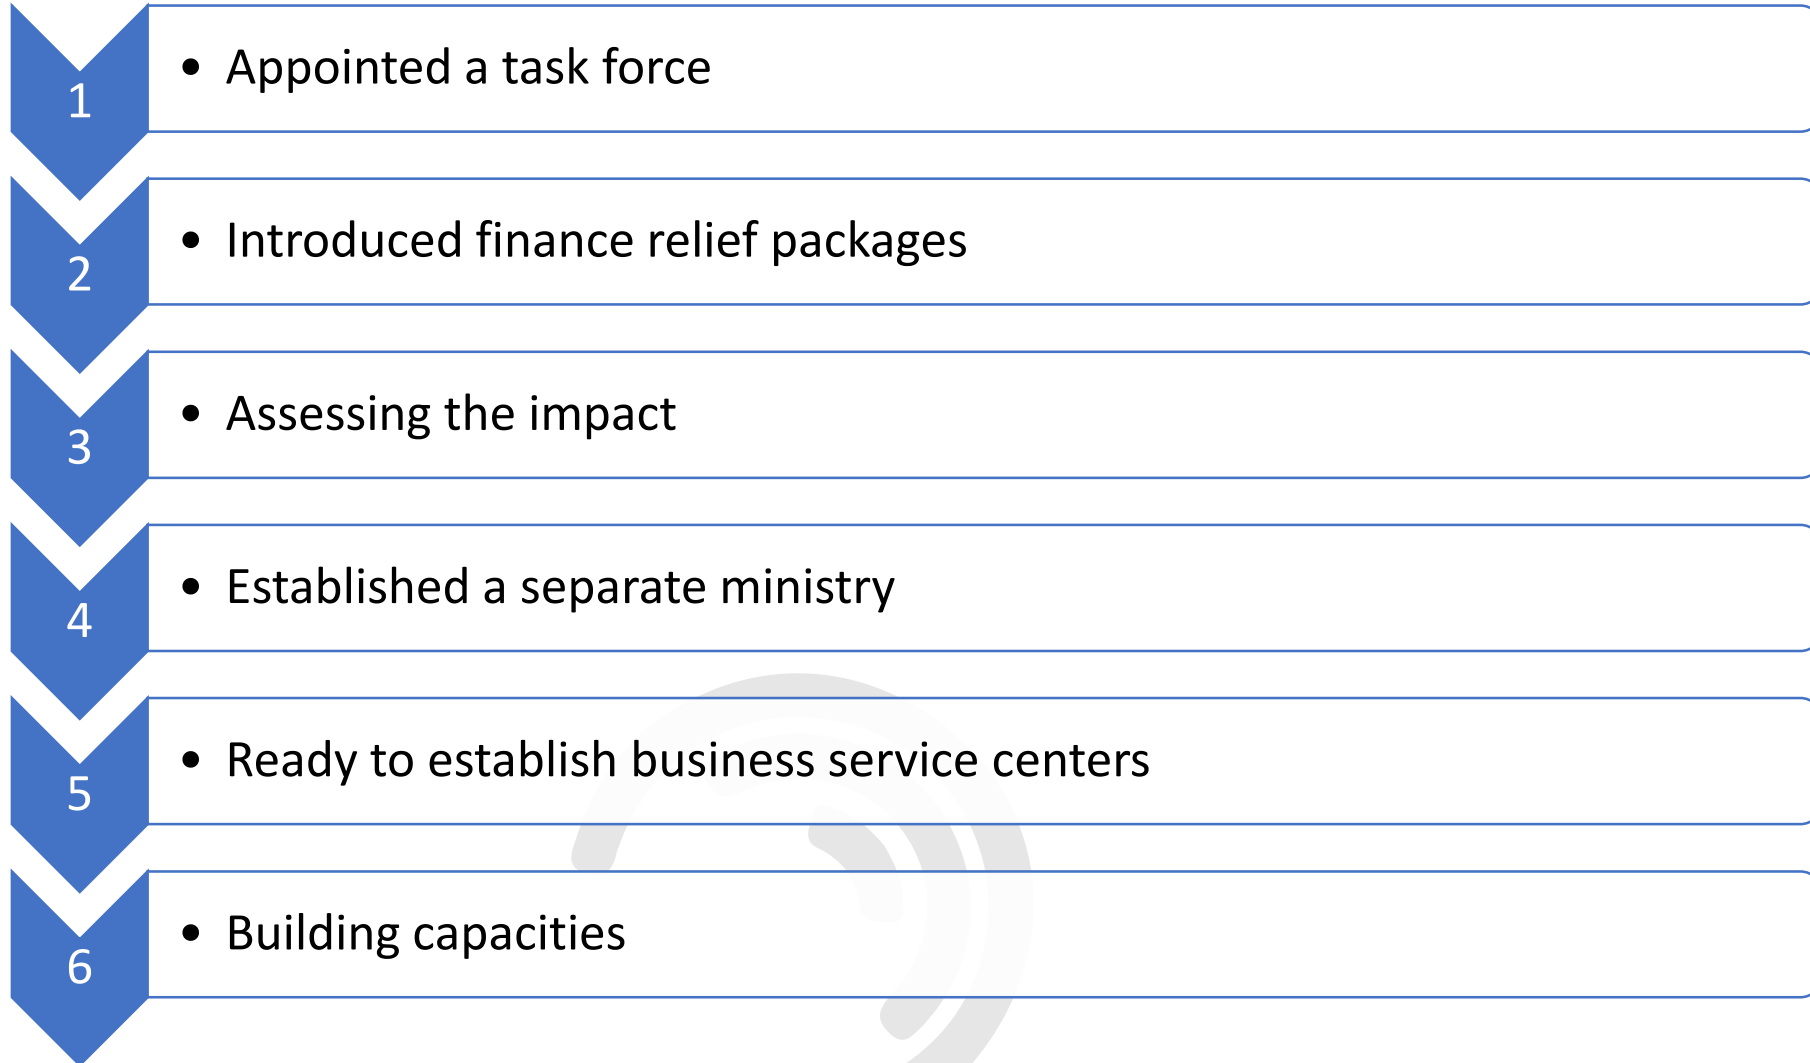 1
• Appointed a task force
2
• Introduced finance relief packages
3
• Assessing the impact
4
• Established a separate ministry
5
• Ready to establish business service centers
6
• Building capacities